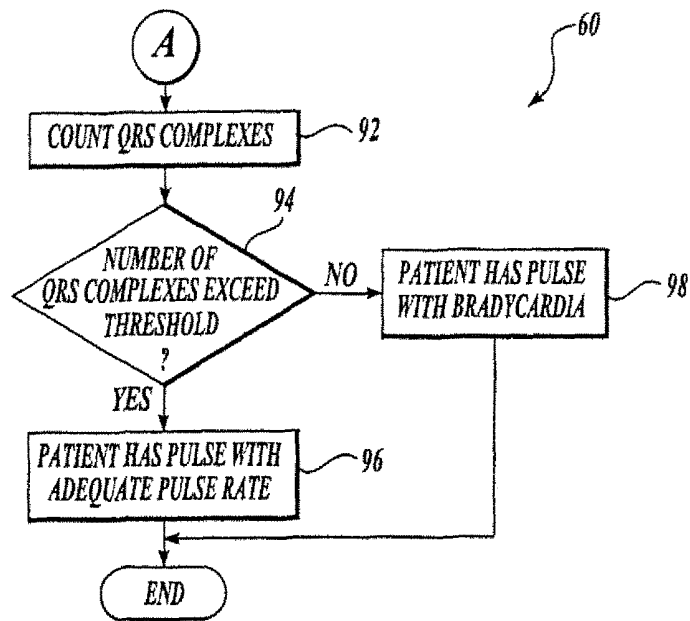 A
60
COUNT QRS COMPLEXES
92
94
NUMBER OF
QRS COMPLEXES EXCEED
THRESHOLD
?
NO
PATIENT HAS PULSE
WITH BRADYCARDIA
98
YES
PATIENT HAS PULSE WITH
ADEQUATE PULSE RATE
96
END